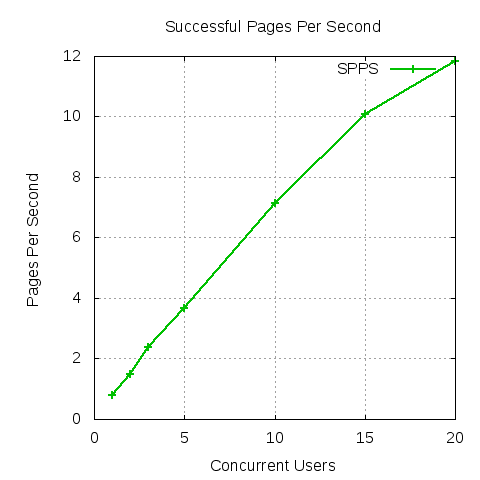 Successful Pages Per Second
12
SPPS
10
8
6
4
2
0
Pages Per Second
0 5 10 15 20
Concurrent Users